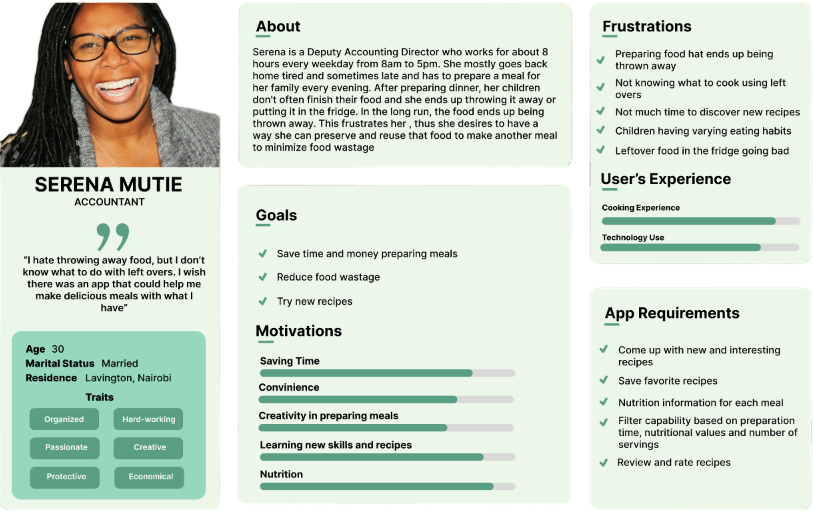 SERENA MUTIE
ACCOUNTANT
“I hate throwing away food, but I don’t
know what to do with left overs. I wish
there was an app that could help me
make delicious meals with what I
have”
Age 30
Marital Status Married
Residence Lavington, Nairobi
Traits
Organized Hard-working
Passionate Creative
Protective Economical
About
Serena is a Deputy Accounting Director who works for about 8
hours every weekday from 8am to 5pm. She mostly goes back
home tired and sometimes late and has to prepare a meal for
her family every evening. After preparing dinner, her children
don't often finish their food and she ends up throwing it away or
putting it in the fridge. In the long run, the food ends up being
thrown away. This frustrates her , thus she desires to have a
way she can preserve and reuse that food to make another meal
to minimize food wastage
Goals
Save time and money preparing meals
Reduce food wastage
Try new recipes
Motivations
Saving Time
Convinience
Creativity in preparing meals
Learning new skills and recipes
Nutrition
Frustrations
Preparing food hat ends up being
thrown away
Not knowing what to cook using left
overs
Not much time to discover new recipes
Children having varying eating habits
Leftover food in the fridge going bad
User’s Experience
Cooking Experience
Technology Use
App Requirements
Come up with new and interesting
recipes
Save favorite recipes
Nutrition information for each meal
Filter capability based on preparation
time, nutritional values and number of
servings
Review and rate recipes